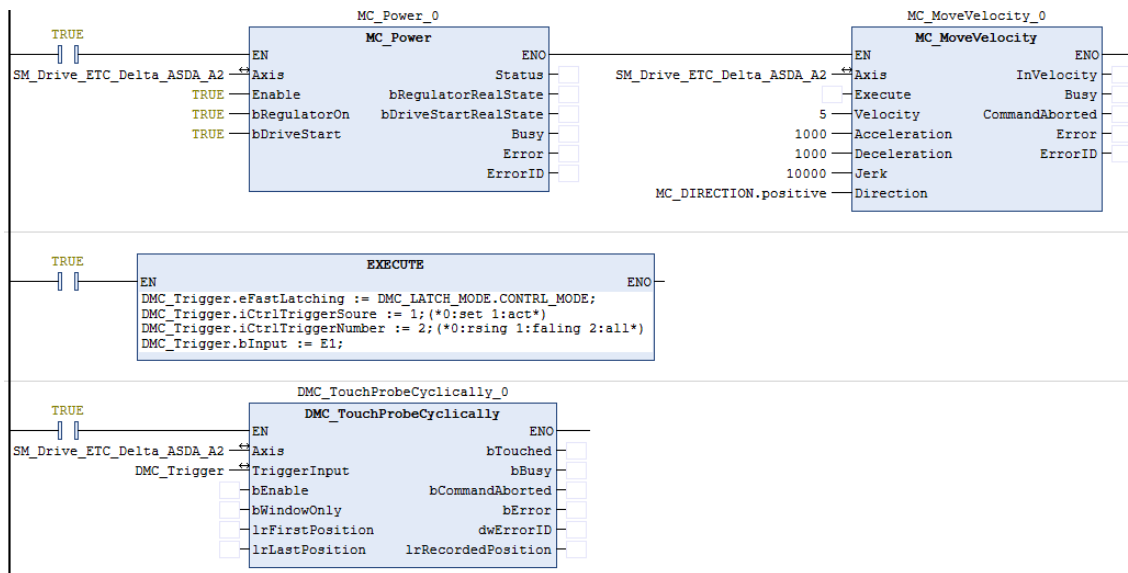 MC_Power_0 MC_MoveVelocity_0
TRUE MC_Power MC_MoveVelocity
EN ENO EN ENO
SM_Drive_ETC_Delta_ASDA_A2 Axis Status SM_Drive_ETC_Delta_ASDA_A2 Axis InVelocity
TRUE Enable bRegulatorRealState Execute Busy
TRUE bRegulatorOn bDriveStartRealState 5 Velocity CommandAborted
TRUE bDriveStart Busy 1000 Acceleration Error
Error 1000 Deceleration ErrorID
ErrorID 10000 Jerk
MC_DIRECTION.positive Direction
TRUE EXECUTE
EN ENO
DMC_Trigger.eFastLatching := DMC_LATCH_MODE.CONTRL_MODE;
DMC_Trigger.iCtrlTriggerSoure := 1;(*0:set 1:act*)
DMC_Trigger.iCtrlTriggerNumber := 2;(*0:rsing 1:faling 2:all*)
DMC_Trigger.bInput := E1;
DMC_TouchProbeCyclically_0
TRUE DMC_TouchProbeCyclically
EN ENO
SM_Drive_ETC_Delta_ASDA_A2 Axis bTouched
DMC_Trigger TriggerInput bBusy
bEnable bCommandAborted
bWindowOnly bError
lrFirstPosition dwErrorID
lrLastPosition lrRecordedPosition